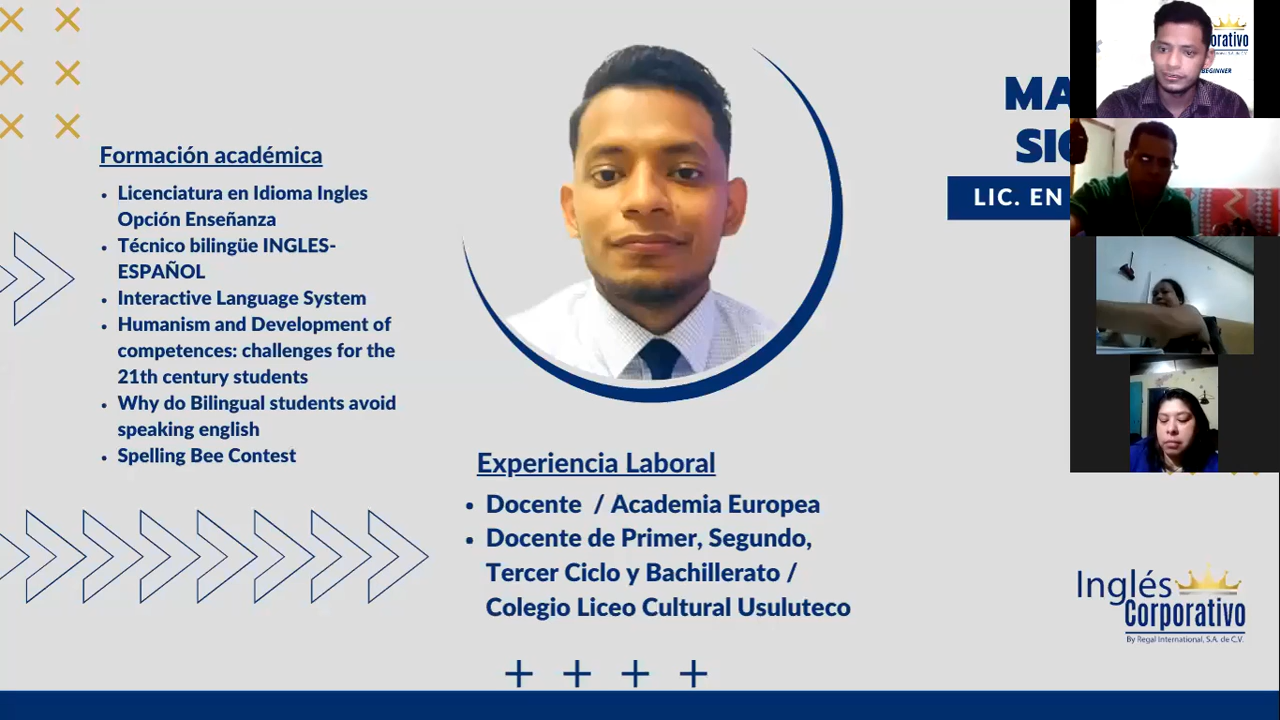 Formación académica
Licenciatura en Idioma Ingles
Opción Enseñanza
Técnico bilingüe INGLES-
ESPAÑOL
Interactive Language System
Humanism and Development of
competences: challenges for the
21th century students
Why do Bilingual students avoid
speaking english
Spelling Bee Contest
Experiencia Laboral
Docente / Academia Europea
Docente de Primer, Segundo,
Tercer Ciclo y Bachillerato /
Colegio Liceo Cultural Usuluteco
LIC. EN
BEGINNER
Inglés
Corporativo
By Regal International, S.A. de C.V.